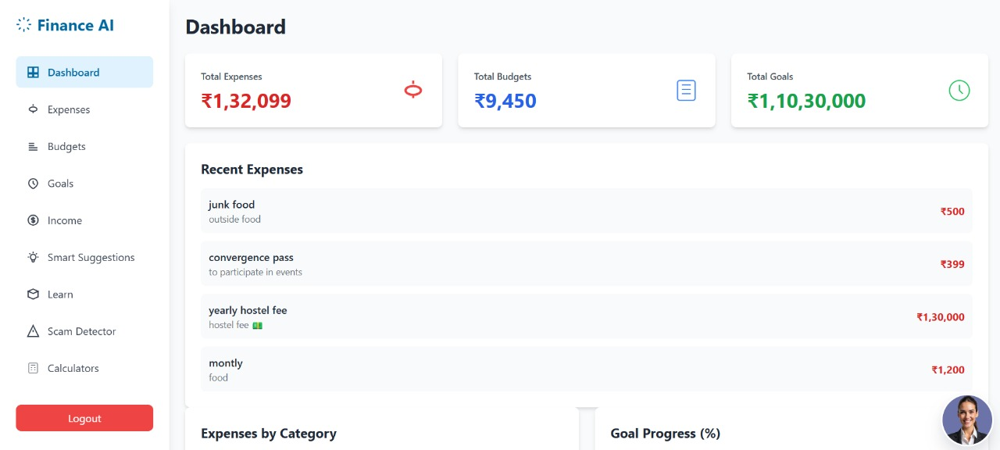 Finance AI
Dashboard
Expenses
Budgets
Goals
Income
Smart Suggestions
Learn
Scam Detector
Calculators
Logout
Dashboard
Total Expenses
₹1,32,099
Total Budgets
₹9,450
Total Goals
₹1,10,30,000
Recent Expenses
junk food
outside food
₹500
convergence pass
to participate in events
₹399
yearly hostel fee
hostel fee 💵
₹1,30,000
montly
food
₹1,200
Expenses by Category
Goal Progress (%)